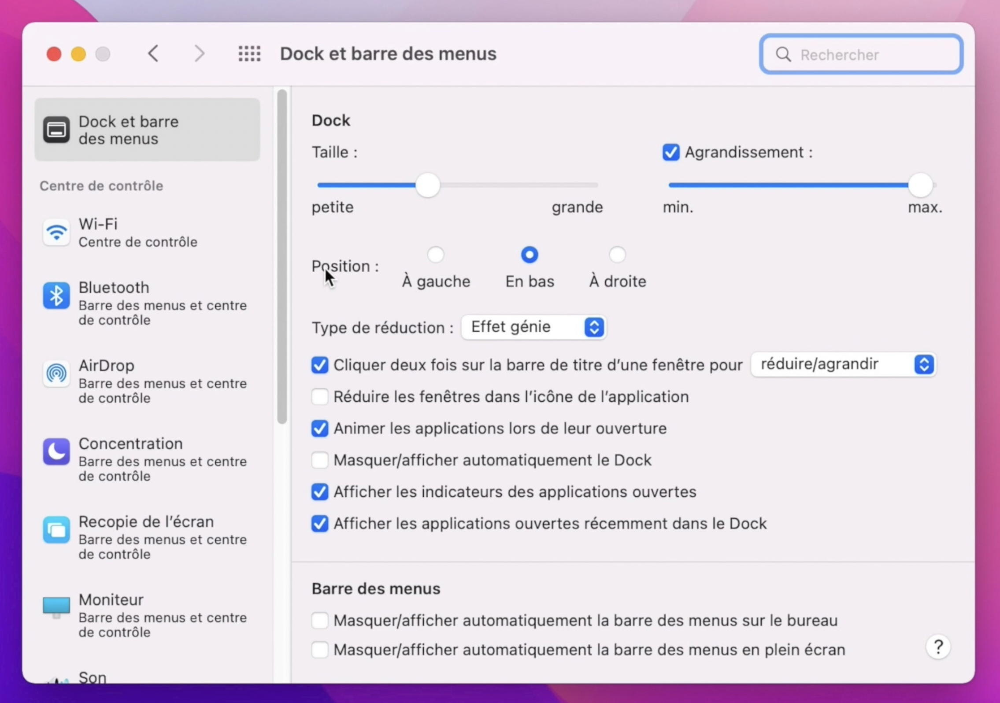 Dock et barre des menus
Rechercher
Dock et barre
des menus
Centre de contrôle
Wi-Fi
Centre de contrôle
Bluetooth
Barre des menus et centre
de contrôle
AirDrop
Barre des menus et centre
de contrôle
Concentration
Barre des menus et centre
de contrôle
Recopie de l’écran
Barre des menus et centre
de contrôle
Moniteur
Barre des menus et centre
de contrôle
Son
Dock
Taille :
Agrandissement :
petite grande
min. max.
Position :
À gauche En bas À droite
Type de réduction : Effet génie
Cliquer deux fois sur la barre de titre d’une fenêtre pour réduire/agrandir
Réduire les fenêtres dans l’icône de l’application
Animer les applications lors de leur ouverture
Masquer/afficher automatiquement le Dock
Afficher les indicateurs des applications ouvertes
Afficher les applications ouvertes récemment dans le Dock
Barre des menus
Masquer/afficher automatiquement la barre des menus sur le bureau
Masquer/afficher automatiquement la barre des menus en plein écran
?